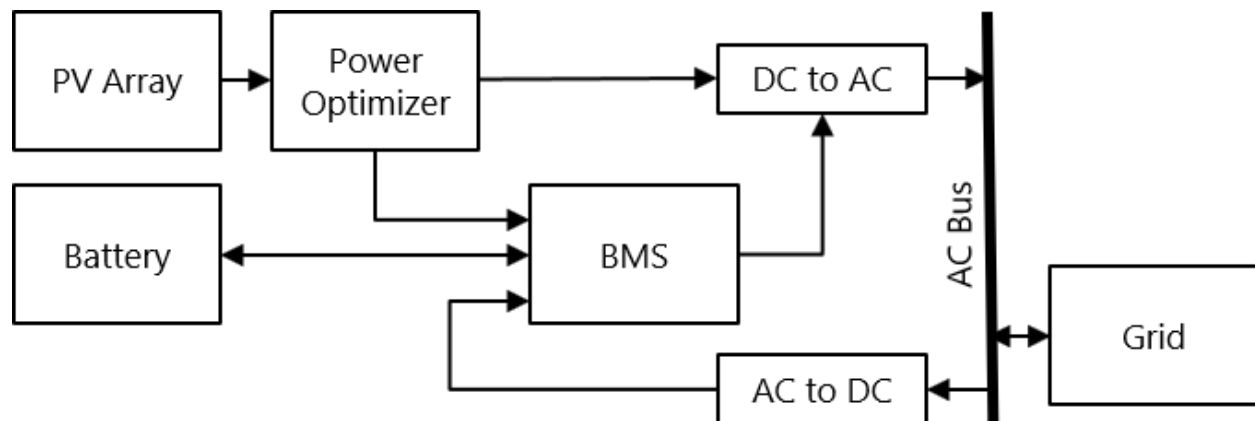 PV Array
Power
Optimizer
DC to AC
Battery
BMS
AC Bus
Grid
AC to DC